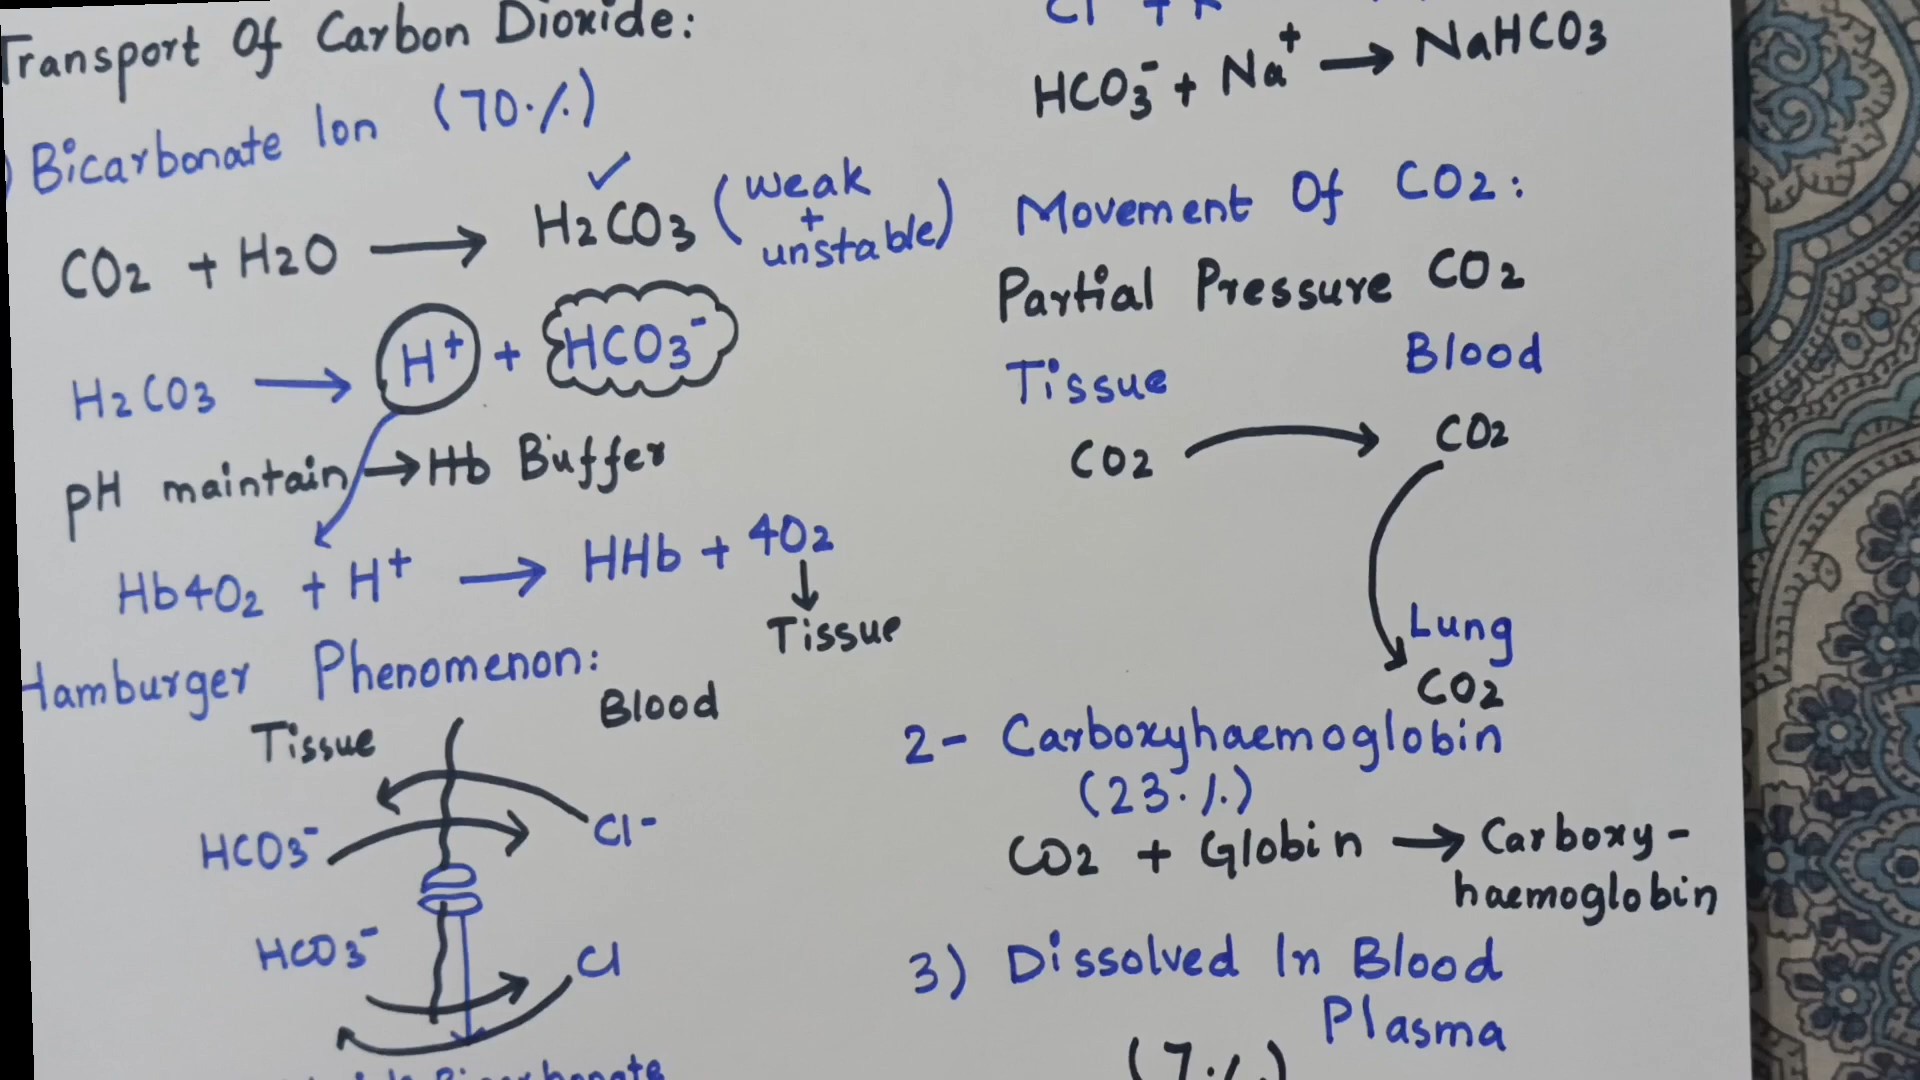 Transport Of Carbon Dioxide:
) Bicarbonate Ion (70%)
CO2 + H2O → H2CO3 (weak + unstable)
H2CO3 → H+ + HCO3-
pH maintain → Hb Buffer
Hb4O2 + H+ → HHb + 4O2
Tissue
Hamburger Phenomenon:
Tissue Blood
HCO3- Cl-
HCO3- Cl
Bicarbonate
HCO3- + Na+ → NaHCO3
Movement Of CO2:
Partial Pressure CO2
Tissue Blood
CO2 → CO2
Lung
CO2
2- Carboxyhaemoglobin
(23%)
CO2 + Globin → Carboxy-
haemoglobin
3) Dissolved In Blood
Plasma
(7%)